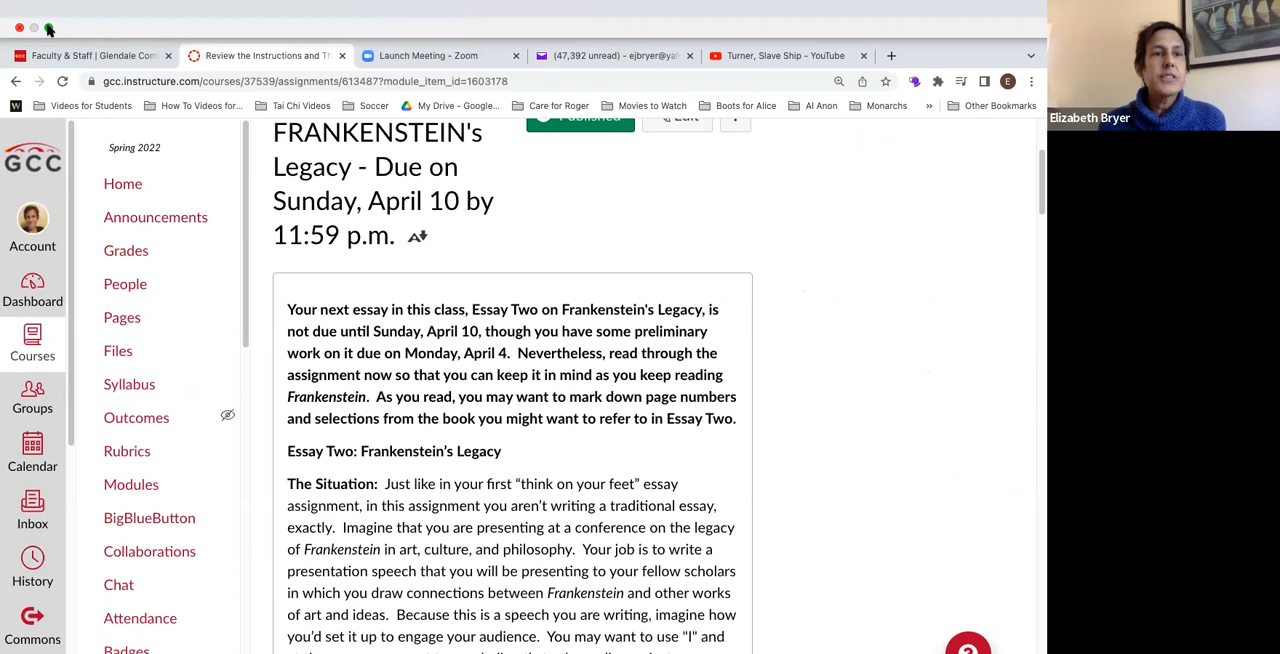 Faculty & Staff | Glendale Com
Review the Instructions and Th
Launch Meeting - Zoom
(47,392 unread) - ejbryer@yah
Turner, Slave Ship - YouTube
gcc.instructure.com/courses/37539/assignments/613487?module_item_id=1603178
E
W
Videos for Students
How To Videos for...
Tai Chi Videos
Soccer
My Drive - Google...
Care for Roger
Movies to Watch
Boots for Alice
Al Anon
Monarchs
»
Other Bookmarks
Elizabeth Bryer
GCC
Account
Dashboard
Courses
Groups
Calendar
Inbox
History
Commons
Spring 2022
Home
Announcements
Grades
People
Pages
Files
Syllabus
Outcomes
Rubrics
Modules
BigBlueButton
Collaborations
Chat
Attendance
Badges
Published
Edit
FRANKENSTEIN's
Legacy - Due on
Sunday, April 10 by
11:59 p.m.
Your next essay in this class, Essay Two on Frankenstein's Legacy, is
not due until Sunday, April 10, though you have some preliminary
work on it due on Monday, April 4.  Nevertheless, read through the
assignment now so that you can keep it in mind as you keep reading
Frankenstein.  As you read, you may want to mark down page numbers
and selections from the book you might want to refer to in Essay Two.
Essay Two: Frankenstein’s Legacy
The Situation:  Just like in your first “think on your feet” essay
assignment, in this assignment you aren’t writing a traditional essay,
exactly.  Imagine that you are presenting at a conference on the legacy
of Frankenstein in art, culture, and philosophy.  Your job is to write a
presentation speech that you will be presenting to your fellow scholars
in which you draw connections between Frankenstein and other works
of art and ideas.  Because this is a speech you are writing, imagine how
you’d set it up to engage your audience.  You may want to use "I" and
?